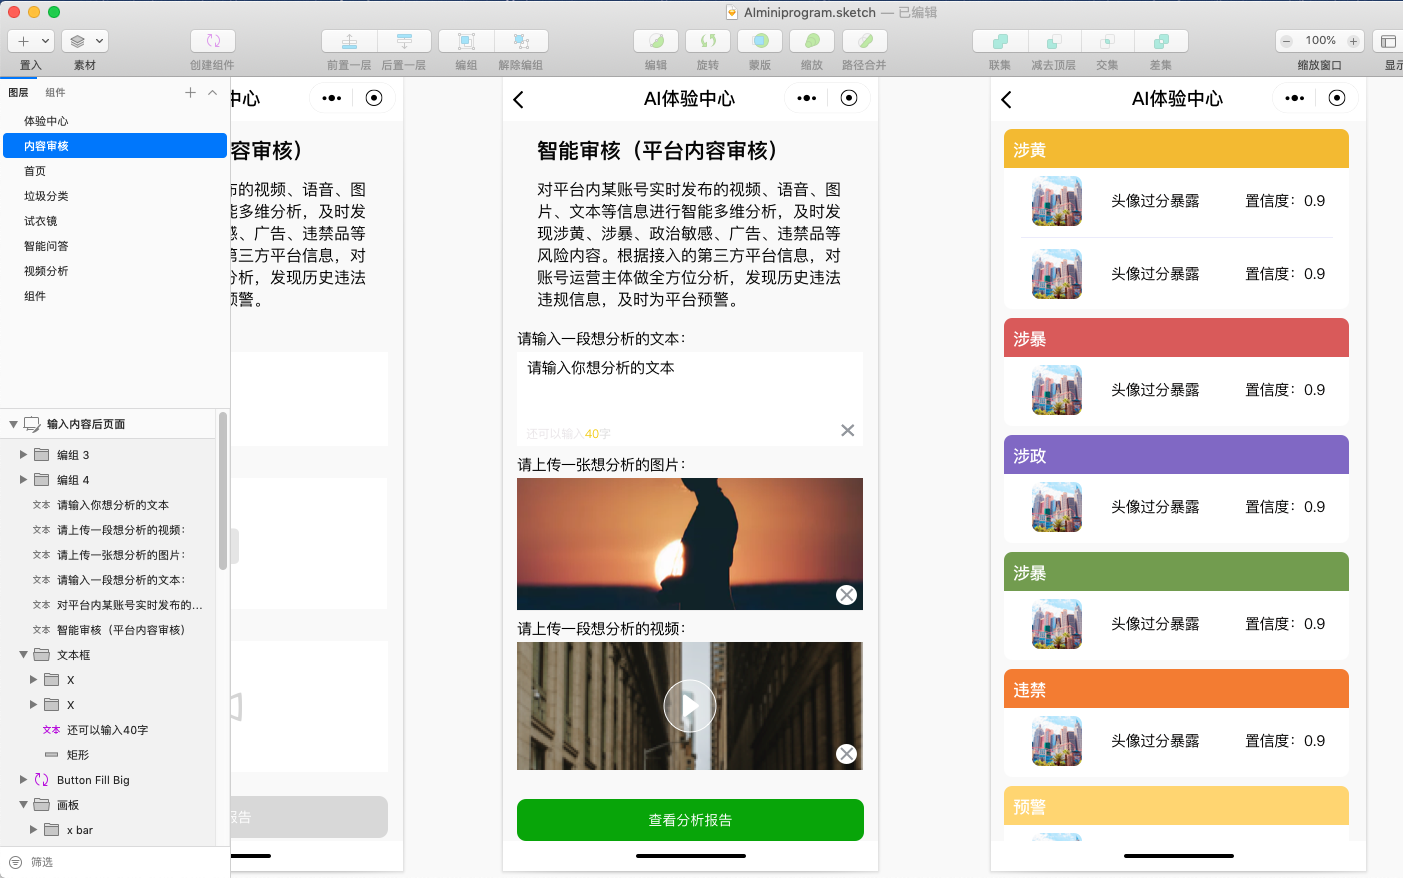 AIminiprogram.sketch — 已编辑
100%
置入
素材
创建组件
前置一层
后置一层
编组
解除编组
编辑
旋转
蒙版
缩放
路径合并
联集
减去顶层
交集
差集
缩放窗口
显示
图层
组件
体验中心
内容审核
首页
垃圾分类
试衣镜
智能问答
视频分析
组件
输入内容后页面
编组 3
编组 4
文本 请输入你想分析的文本
文本 请上传一段想分析的视频：
文本 请上传一张想分析的图片：
文本 请输入一段想分析的文本：
文本 对平台内某账号实时发布的...
文本 智能审核（平台内容审核）
文本框
X
X
文本 还可以输入40字
矩形
Button Fill Big
画板
x bar
筛选
中心
容审核）
布的视频、语音、图
能多维分析，及时发
感、广告、违禁品等
第三方平台信息，对
分析，发现历史违法
预警。
报告
AI体验中心
智能审核（平台内容审核）
对平台内某账号实时发布的视频、语音、图
片、文本等信息进行智能多维分析，及时发
现涉黄、涉暴、政治敏感、广告、违禁品等
风险内容。根据接入的第三方平台信息，对
账号运营主体做全方位分析，发现历史违法
违规信息，及时为平台预警。
请输入一段想分析的文本：
请输入你想分析的文本
还可以输入40字
请上传一张想分析的图片：
请上传一段想分析的视频：
查看分析报告
AI体验中心
涉黄
头像过分暴露 置信度：0.9
头像过分暴露 置信度：0.9
涉暴
头像过分暴露 置信度：0.9
涉政
头像过分暴露 置信度：0.9
涉暴
头像过分暴露 置信度：0.9
违禁
头像过分暴露 置信度：0.9
预警